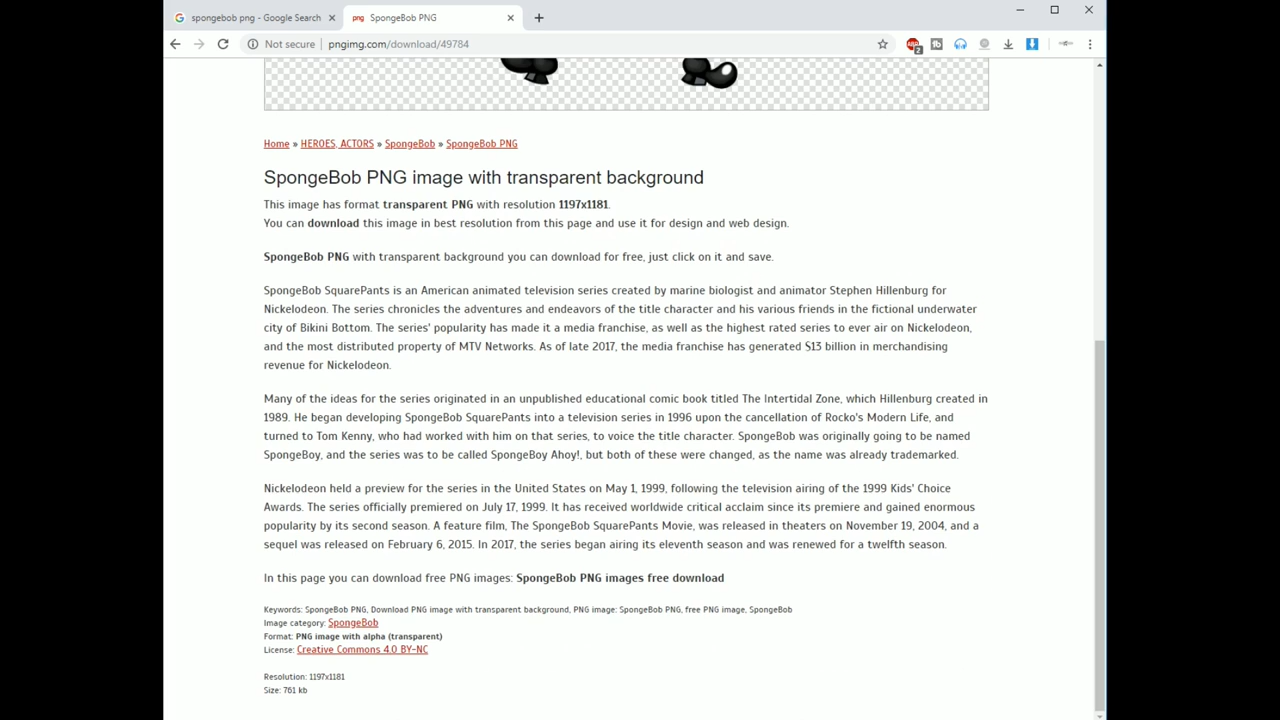 spongebob png - Google Search
png SpongeBob PNG
Not secure pngimg.com/download/49784
ABP 2 tb
Home » HEROES, ACTORS » SpongeBob » SpongeBob PNG
SpongeBob PNG image with transparent background
This image has format transparent PNG with resolution 1197x1181.
You can download this image in best resolution from this page and use it for design and web design.
SpongeBob PNG with transparent background you can download for free, just click on it and save.
SpongeBob SquarePants is an American animated television series created by marine biologist and animator Stephen Hillenburg for
Nickelodeon. The series chronicles the adventures and endeavors of the title character and his various friends in the fictional underwater
city of Bikini Bottom. The series' popularity has made it a media franchise, as well as the highest rated series to ever air on Nickelodeon,
and the most distributed property of MTV Networks. As of late 2017, the media franchise has generated $13 billion in merchandising
revenue for Nickelodeon.
Many of the ideas for the series originated in an unpublished educational comic book titled The Intertidal Zone, which Hillenburg created in
1989. He began developing SpongeBob SquarePants into a television series in 1996 upon the cancellation of Rocko's Modern Life, and
turned to Tom Kenny, who had worked with him on that series, to voice the title character. SpongeBob was originally going to be named
SpongeBoy, and the series was to be called SpongeBoy Ahoy!, but both of these were changed, as the name was already trademarked.
Nickelodeon held a preview for the series in the United States on May 1, 1999, following the television airing of the 1999 Kids' Choice
Awards. The series officially premiered on July 17, 1999. It has received worldwide critical acclaim since its premiere and gained enormous
popularity by its second season. A feature film, The SpongeBob SquarePants Movie, was released in theaters on November 19, 2004, and a
sequel was released on February 6, 2015. In 2017, the series began airing its eleventh season and was renewed for a twelfth season.
In this page you can download free PNG images: SpongeBob PNG images free download
Keywords: SpongeBob PNG, Download PNG image with transparent background, PNG image: SpongeBob PNG, free PNG image, SpongeBob
Image category: SpongeBob
Format: PNG image with alpha (transparent)
License: Creative Commons 4.0 BY-NC
Resolution: 1197x1181
Size: 761 kb